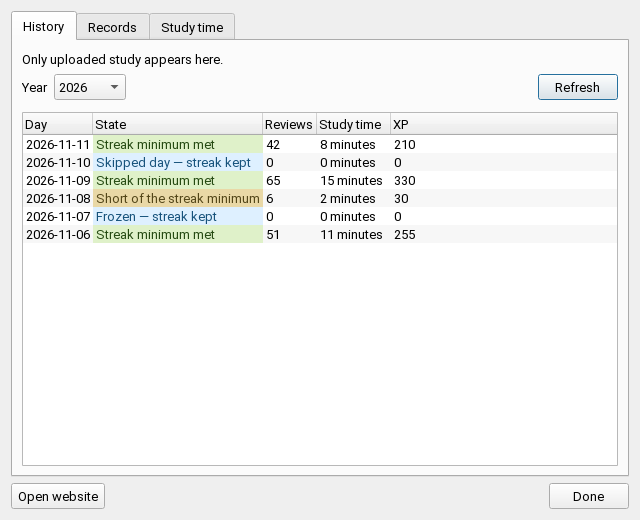 History Records Study time
Only uploaded study appears here.
Year 2026 Refresh
Day State Reviews Study time XP
2026-11-11 Streak minimum met 42 8 minutes 210
2026-11-10 Skipped day — streak kept 0 0 minutes 0
2026-11-09 Streak minimum met 65 15 minutes 330
2026-11-08 Short of the streak minimum 6 2 minutes 30
2026-11-07 Frozen — streak kept 0 0 minutes 0
2026-11-06 Streak minimum met 51 11 minutes 255
Open website Done